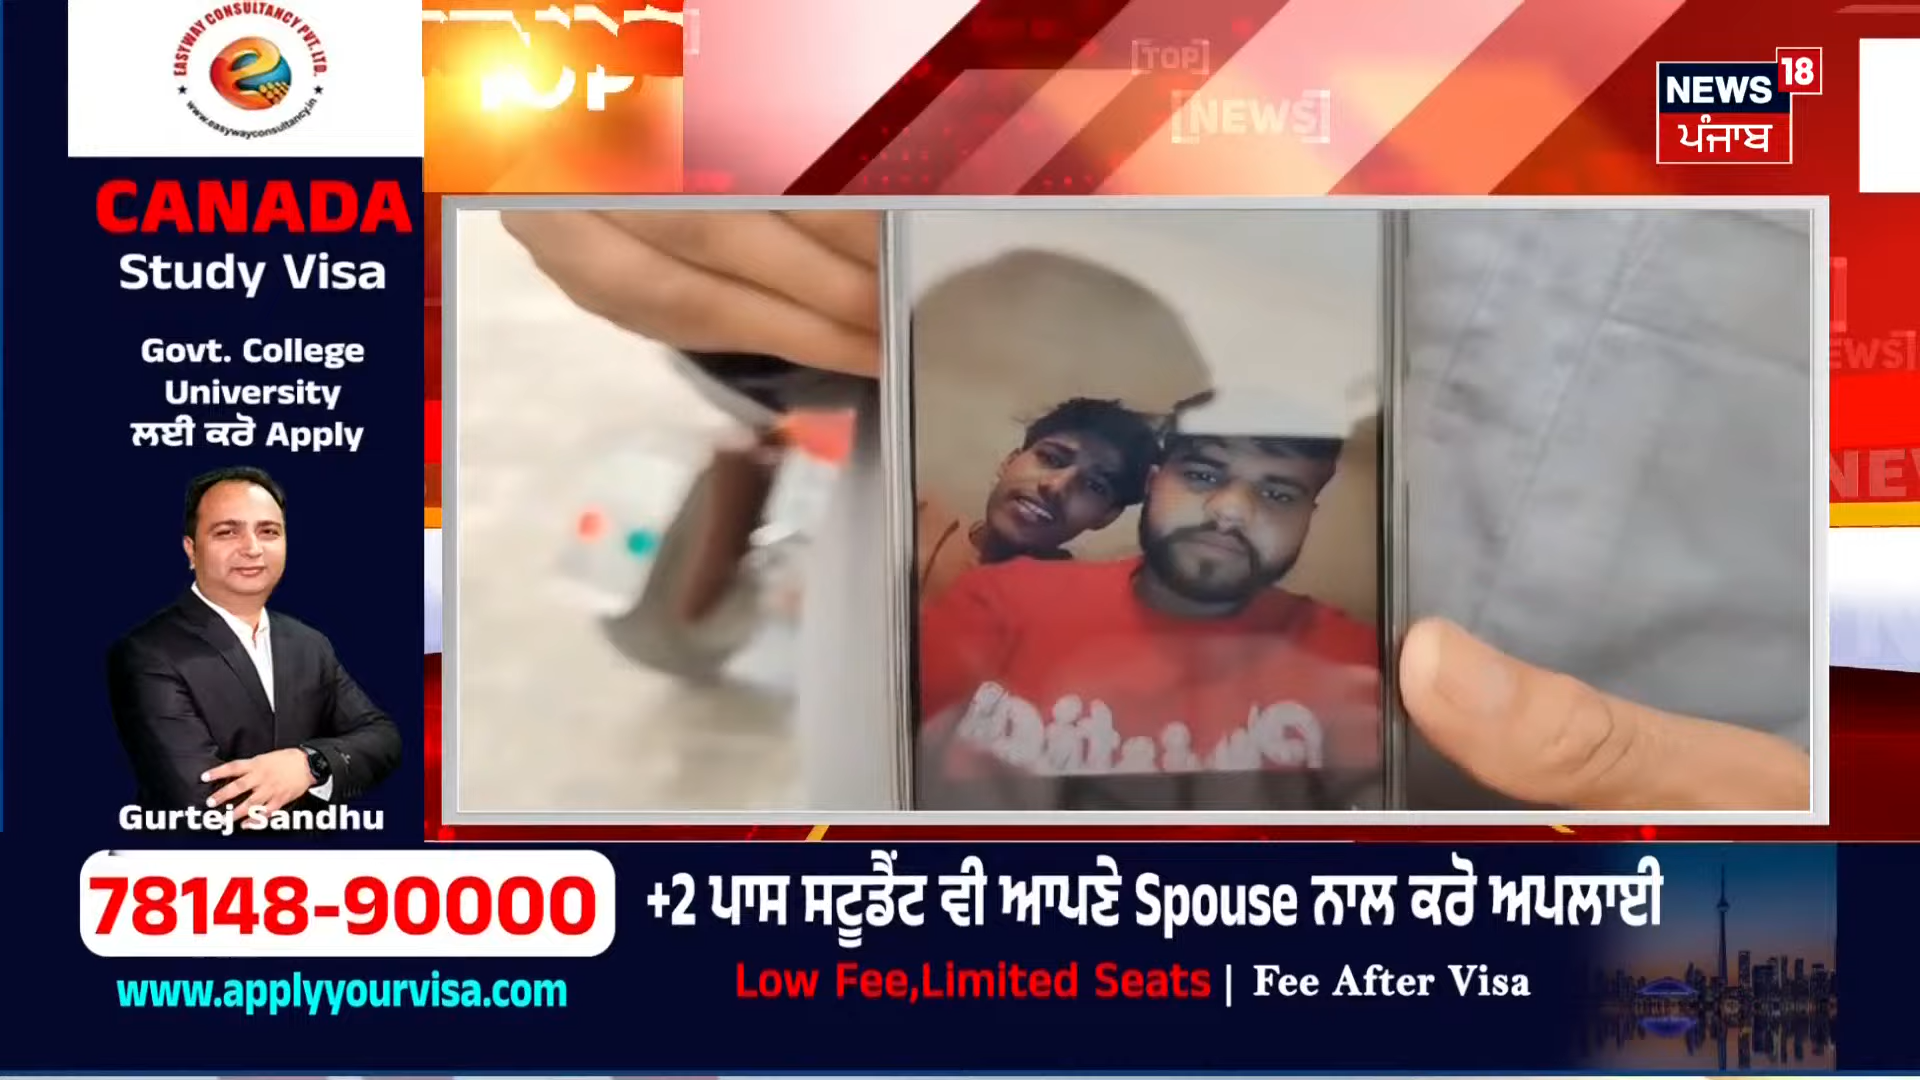 EASYWAY CONSULTANCY PVT. LTD.
www.easywayconsultancy.in
CANADA
Study Visa
Govt. College
University
ਲਈ ਕਰੋ Apply
Gurtej Sandhu
78148-90000
www.applyyourvisa.com
TOP
NEWS
NEWS 18
ਪੰਜਾਬ
+2 ਪਾਸ ਸਟੂਡੈਂਟ ਵੀ ਆਪਣੇ Spouse ਨਾਲ ਕਰੋ ਅਪਲਾਈ
Low Fee,Limited Seats | Fee After Visa